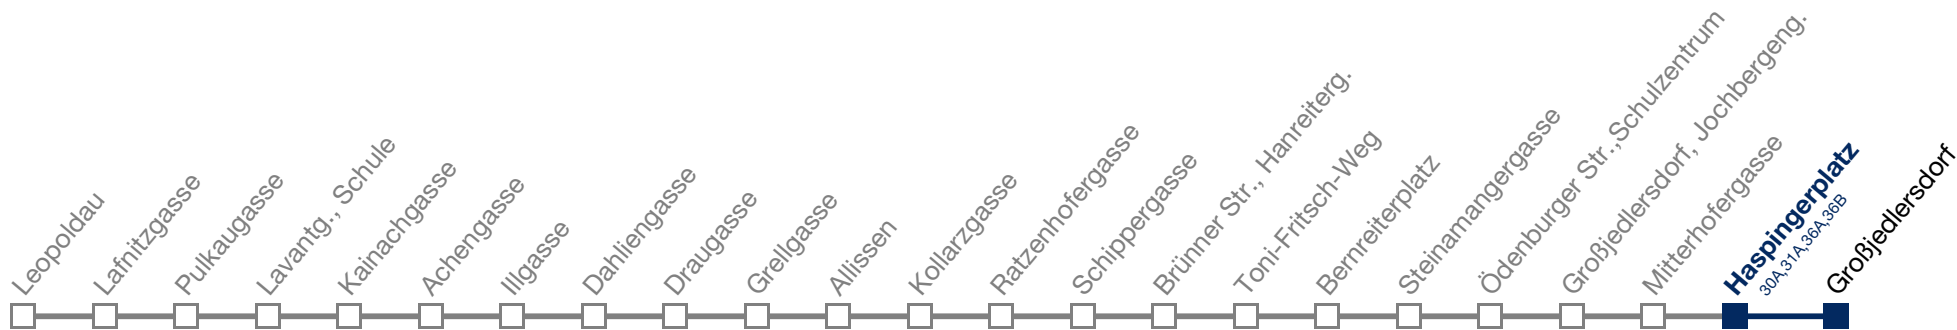 Leopoldau
Lafnitzgasse
Pulkaugasse
Lavantg., Schule
Kainachgasse
Achengasse
Illgasse
Dahliengasse
Draugasse
Grellgasse
Allissen
Kollarzgasse
Ratzenhofergasse
Schippergasse
Brünner Str., Hanreiterg.
Toni-Fritsch-Weg
Bernreiterplatz
Steinamangergasse
Ödenburger Str.,Schulzentrum
Großjedlersdorf, Jochbergeng.
Mitterhofergasse
Haspingerplatz
30A,31A,36A,36B
Großjedlersdorf